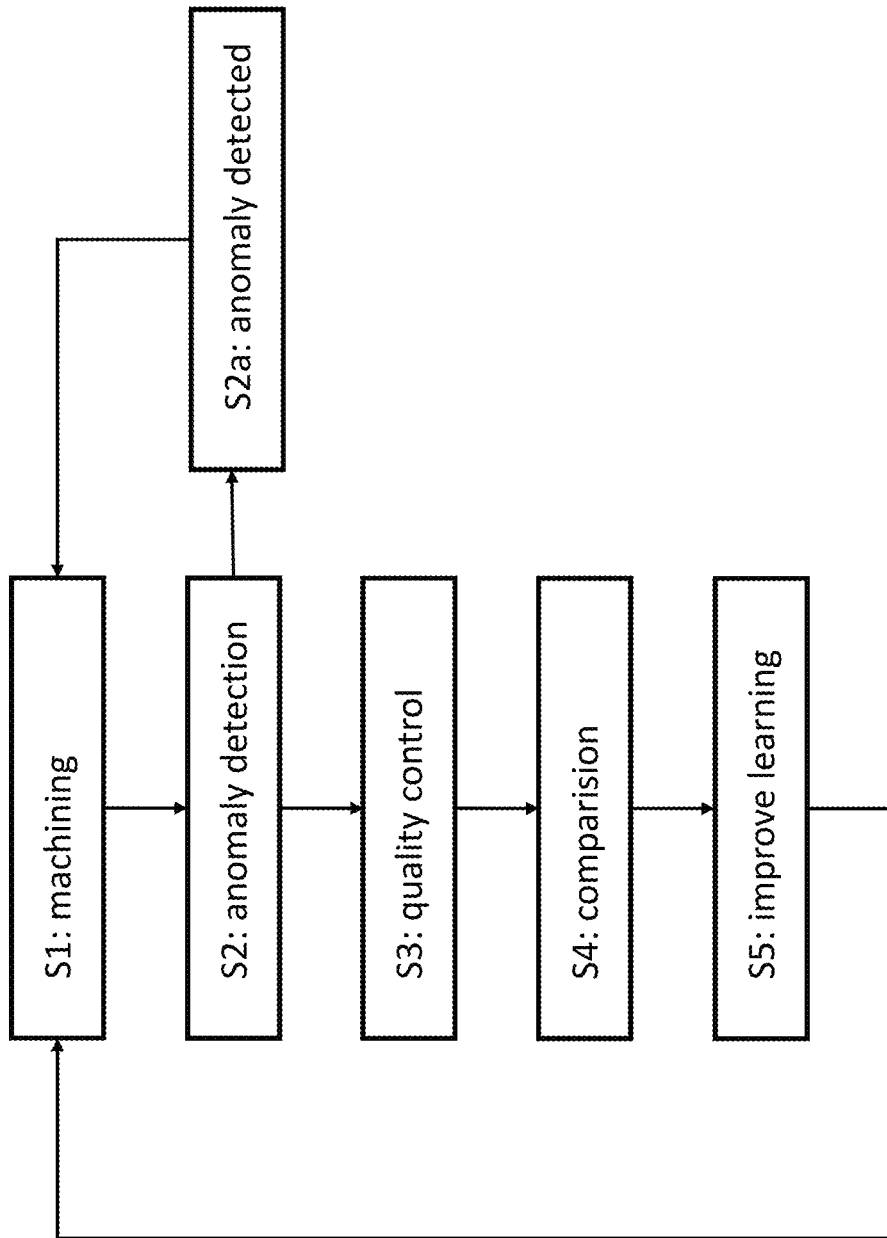 S1: machining
S2: anomaly detection
S2a: anomaly detected
S3: quality control
S4: comparision
S5: improve learning